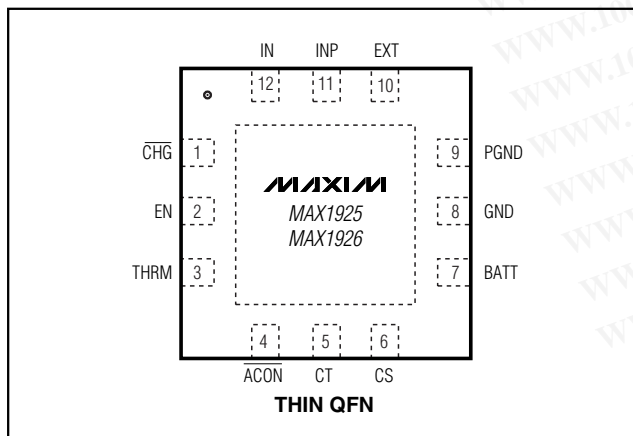 IN INP EXT
12 11 10
CHG 1 9 PGND
MAXIM
EN 2 MAX1925 8 GND
MAX1926
THRM 3 7 BATT
4 5 6
ACON CT CS
THIN QFN